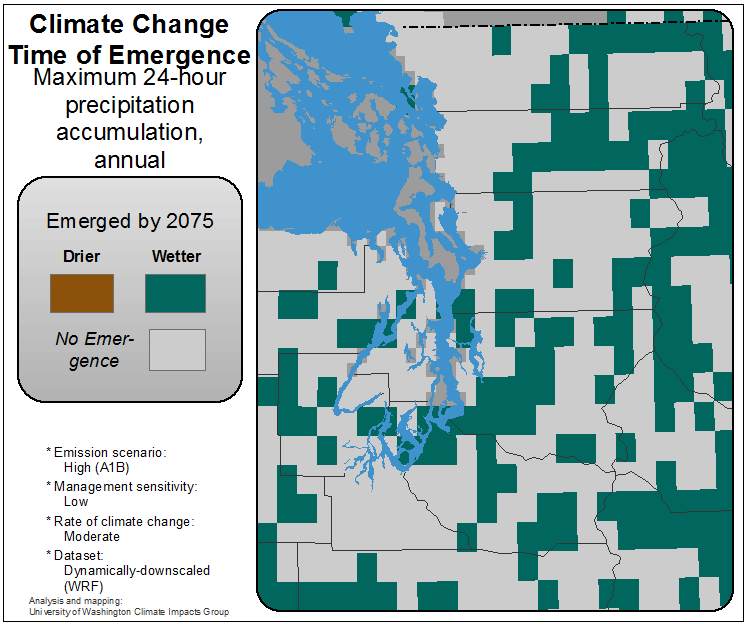 Climate Change
Time of Emergence
Maximum 24-hour
precipitation
accumulation,
annual
Emerged by 2075
Drier Wetter
No Emer-
gence
* Emission scenario:
High (A1B)
* Management sensitivity:
Low
* Rate of climate change:
Moderate
* Dataset:
Dynamically-downscaled
(WRF)
Analysis and mapping:
University of Washington Climate Impacts Group